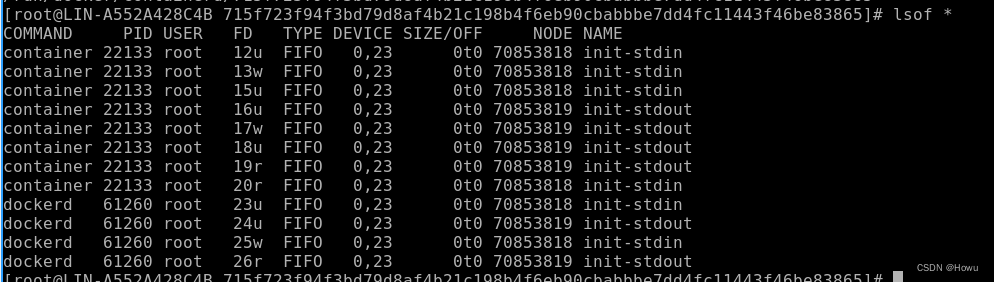 [root@LIN-A552A428C4B 715f723f94f3bd79d8af4b21c198b4f6eb90cbabbbe7dd4fc11443f46be83865]# lsof *
COMMAND     PID USER   FD   TYPE DEVICE SIZE/OFF     NODE NAME
container 22133 root   12u  FIFO   0,23      0t0 70853818 init-stdin
container 22133 root   13w  FIFO   0,23      0t0 70853818 init-stdin
container 22133 root   15u  FIFO   0,23      0t0 70853818 init-stdin
container 22133 root   16u  FIFO   0,23      0t0 70853819 init-stdout
container 22133 root   17w  FIFO   0,23      0t0 70853819 init-stdout
container 22133 root   18u  FIFO   0,23      0t0 70853819 init-stdout
container 22133 root   19r  FIFO   0,23      0t0 70853819 init-stdout
container 22133 root   20r  FIFO   0,23      0t0 70853818 init-stdin
dockerd   61260 root   23u  FIFO   0,23      0t0 70853818 init-stdin
dockerd   61260 root   24u  FIFO   0,23      0t0 70853819 init-stdout
dockerd   61260 root   25w  FIFO   0,23      0t0 70853818 init-stdin
dockerd   61260 root   26r  FIFO   0,23      0t0 70853819 init-stdout
[root@LIN-A552A428C4B 715f723f94f3bd79d8af4b21c198b4f6eb90cbabbbe7dd4fc11443f46be83865]#
CSDN @Howu